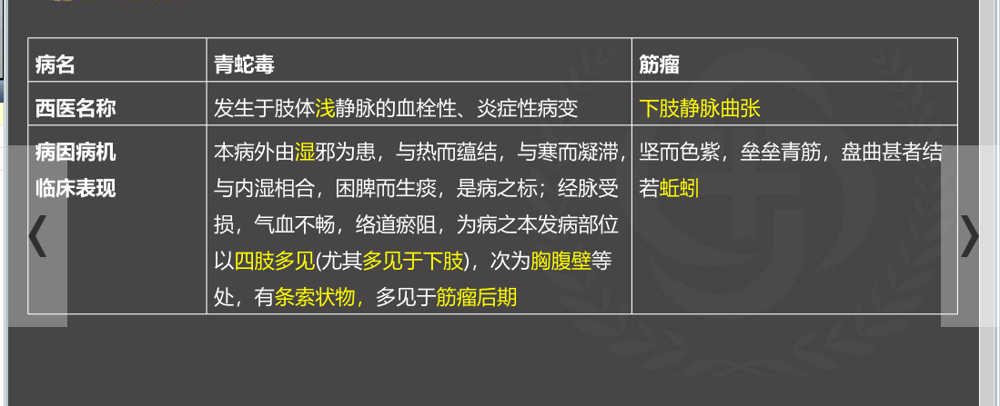 病名 青蛇毒 筋瘤
西医名称 发生于肢体浅静脉的血栓性、炎症性病变 下肢静脉曲张
病因病机 本病外由湿邪为患，与热而蕴结，与寒而凝滞， 坚而色紫，垒垒青筋，盘曲甚者结
临床表现 与内湿相合，困脾而生痰，是病之标；经脉受 若蚯蚓
损，气血不畅，络道瘀阻，为病之本发病部位
以四肢多见(尤其多见于下肢)，次为胸腹壁等
处，有条索状物，多见于筋瘤后期